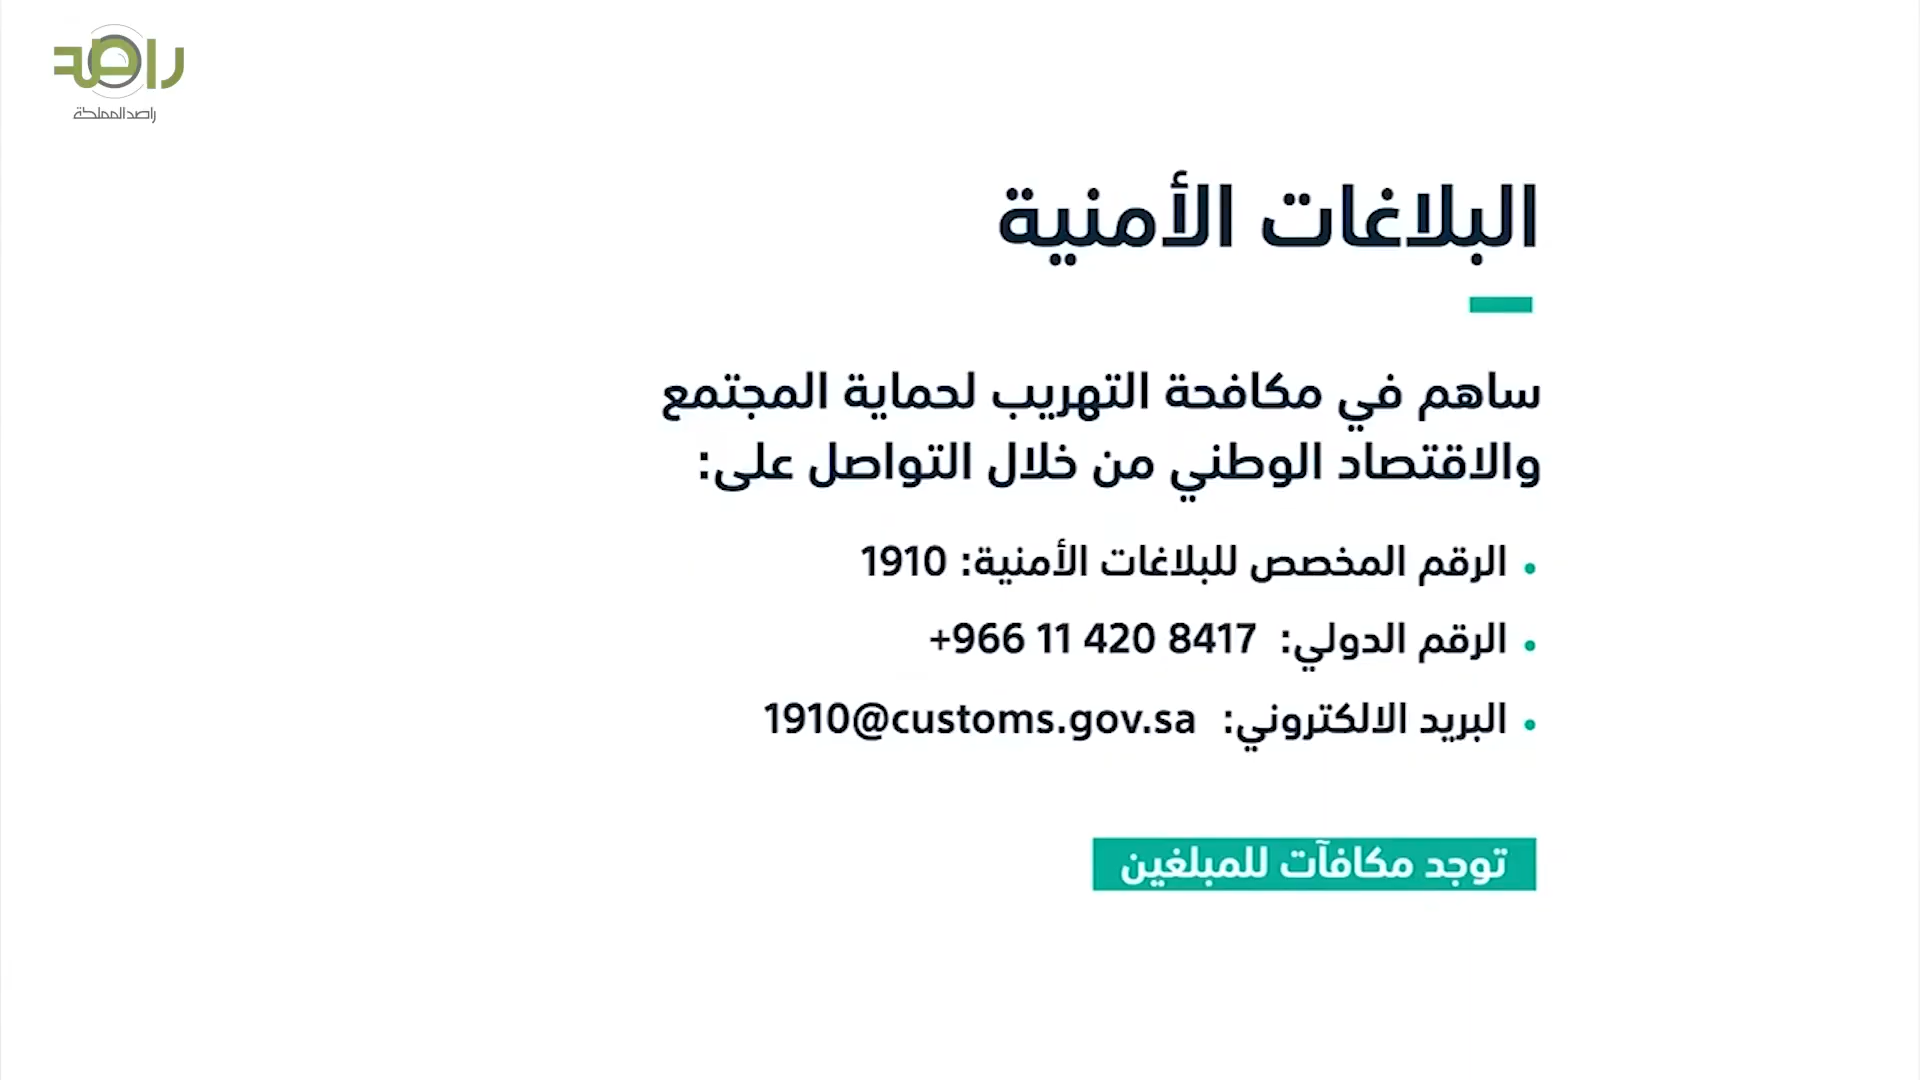 راصد
راصد المملكة
البلاغات الأمنية
ساهم في مكافحة التهريب لحماية المجتمع
والاقتصاد الوطني من خلال التواصل على:
• الرقم المخصص للبلاغات الأمنية: 1910
• الرقم الدولي: +966 11 420 8417
• البريد الالكتروني: 1910@customs.gov.sa
توجد مكافآت للمبلغين